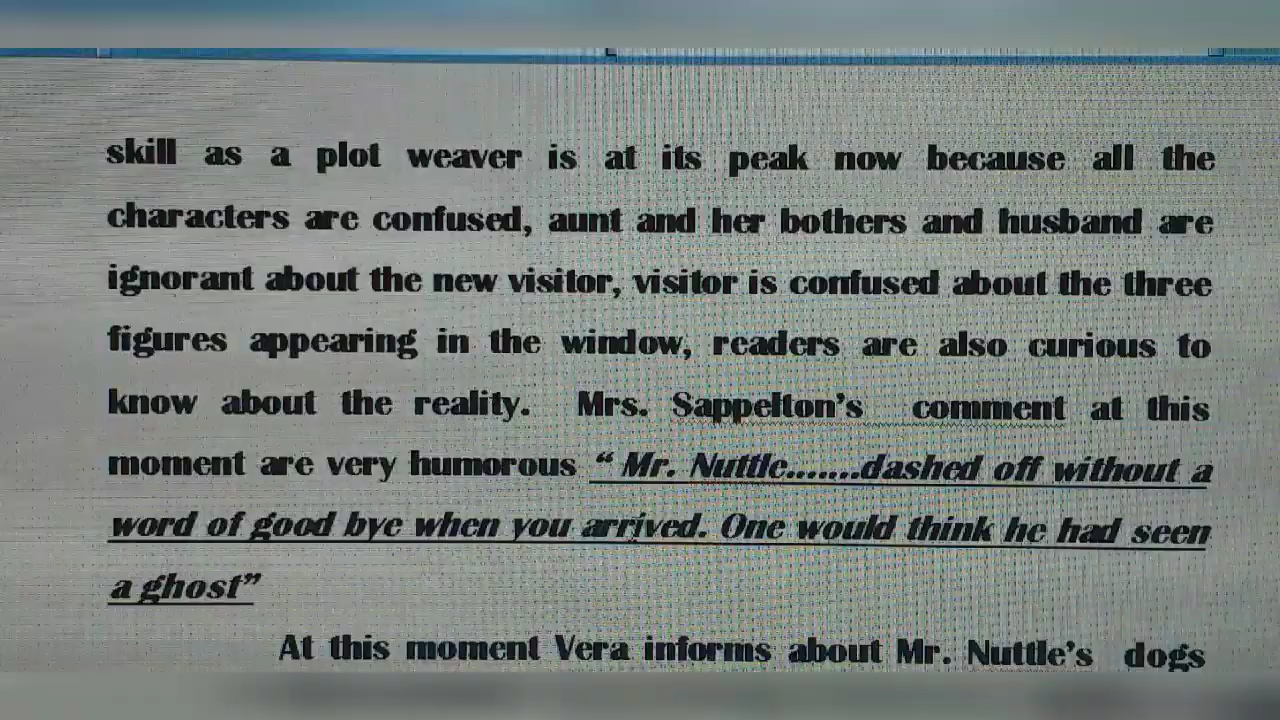 skill as a plot weaver is at its peak now because all the
characters are confused, aunt and her bothers and husband are
ignorant about the new visitor, visitor is confused about the three
figures appearing in the window, readers are also curious to
know about the reality. Mrs. Sappelton's comment at this
moment are very humorous “ Mr. Nuttle.......dashed off without a
word of good bye when you arrived. One would think he had seen
a ghost”
At this moment Vera informs about Mr. Nuttle's dogs